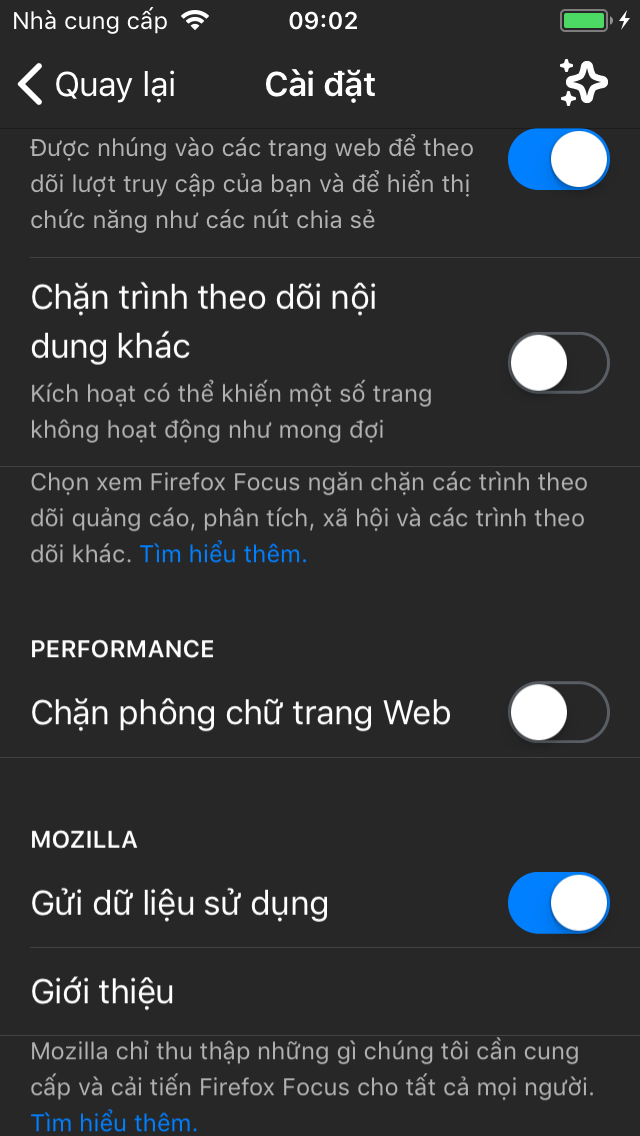 Nhà cung cấp 09:02
Quay lại Cài đặt
Được nhúng vào các trang web để theo
dõi lượt truy cập của bạn và để hiển thị
chức năng như các nút chia sẻ
Chặn trình theo dõi nội
dung khác
Kích hoạt có thể khiến một số trang
không hoạt động như mong đợi
Chọn xem Firefox Focus ngăn chặn các trình theo
dõi quảng cáo, phân tích, xã hội và các trình theo
dõi khác. Tìm hiểu thêm.
PERFORMANCE
Chặn phông chữ trang Web
MOZILLA
Gửi dữ liệu sử dụng
Giới thiệu
Mozilla chỉ thu thập những gì chúng tôi cần cung
cấp và cải tiến Firefox Focus cho tất cả mọi người.
Tìm hiểu thêm.